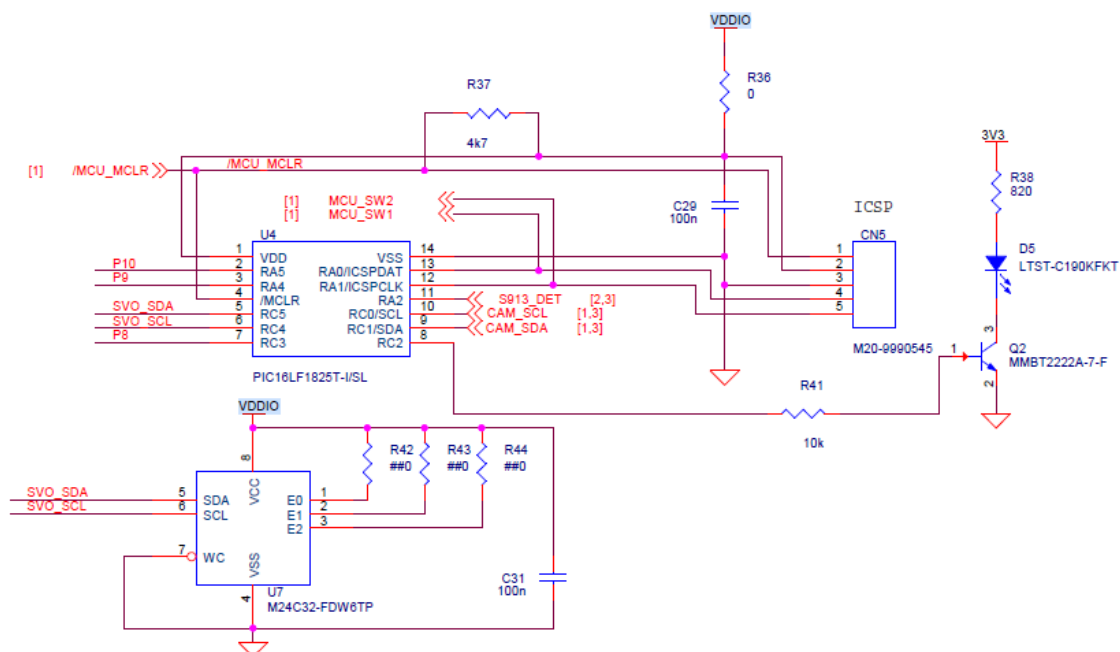 VDDIO
R36
0
R37
4k7
3V3
[1] /MCU_MCLR
/MCU_MCLR
R38
820
[1] MCU_SW2
[1] MCU_SW1
C29
100n
ICSP
CN5
U4
D5
LTST-C190KFKT
1 VDD
VSS 14
P10 2 RA5
RA0/ICSPDAT 13
P9 3 RA4
RA1/ICSPCLK 12
4 /MCLR
RA2 11 S913_DET [2,3]
SVO_SDA 5 RC5
RC0/SCL 10 CAM_SCL [1,3]
SVO_SCL 6 RC4
RC1/SDA 9 CAM_SDA [1,3]
P8 7 RC3
RC2 8
1
2
3
4
5
M20-9990545
3
1
Q2
MMBT2222A-7-F
2
PIC16LF1825T-I/SL
R41
10k
VDDIO
R42
##0
R43
##0
R44
##0
8
VCC
SVO_SDA 5 SDA
SVO_SCL 6 SCL
E0 1
E1 2
E2 3
7 WC
VSS
4
U7
M24C32-FDW6TP
C31
100n